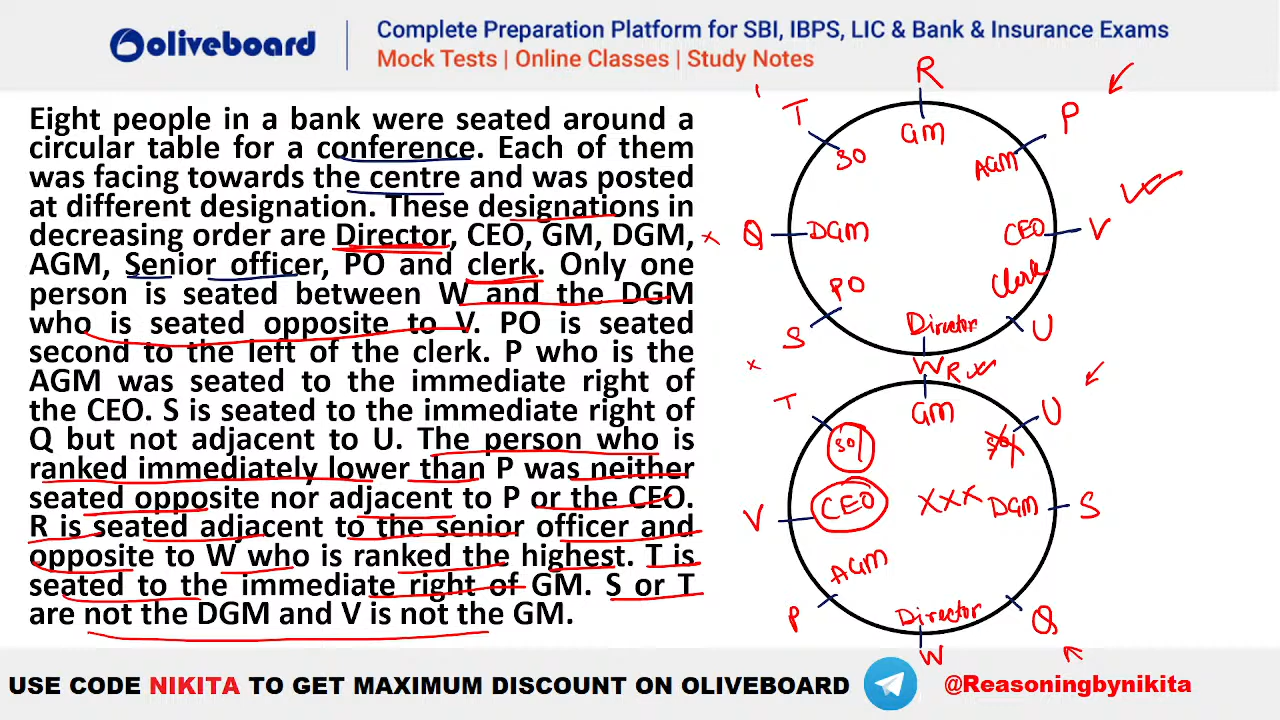 oliveboard
Complete Preparation Platform for SBI, IBPS, LIC & Bank & Insurance Exams
Mock Tests | Online Classes | Study Notes
Eight people in a bank were seated around a
circular table for a conference. Each of them
was facing towards the centre and was posted
at different designation. These designations in
decreasing order are Director, CEO, GM, DGM,
AGM, Senior officer, PO and clerk. Only one
person is seated between W and the DGM
who is seated opposite to V. PO is seated
second to the left of the clerk. P who is the
AGM was seated to the immediate right of
the CEO. S is seated to the immediate right of
Q but not adjacent to U. The person who is
ranked immediately lower than P was neither
seated opposite nor adjacent to P or the CEO.
R is seated adjacent to the senior officer and
opposite to W who is ranked the highest. T is
seated to the immediate right of GM. S or T
are not the DGM and V is not the GM.
R
T
P
GM
SO
AGM
Q
DGM
CEO
V
PO
Clerk
S
Director
U
W
R
T
GM
U
SO
SO
V
CEO
XXX
DGM
S
AGM
P
Director
Q
W
USE CODE NIKITA TO GET MAXIMUM DISCOUNT ON OLIVEBOARD
@Reasoningbynikita